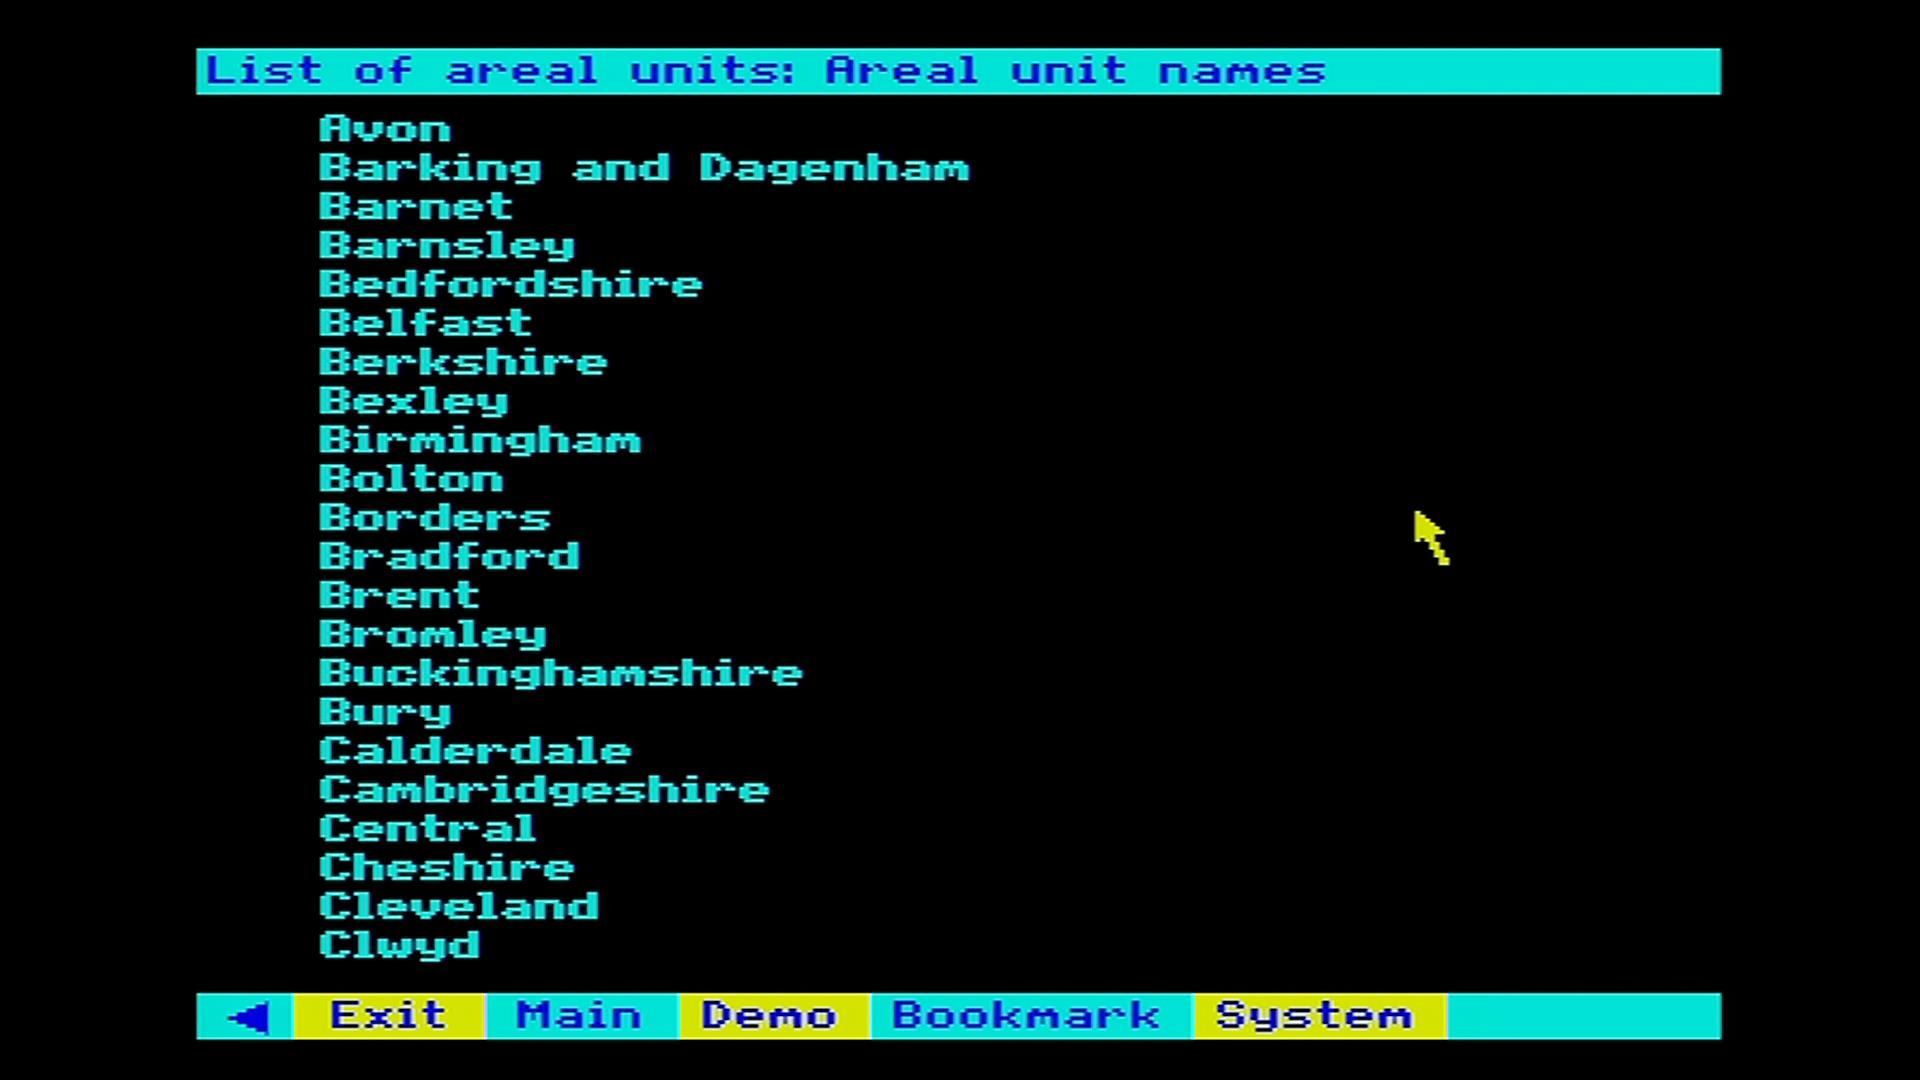 List of areal units: Areal unit names
Avon
Barking and Dagenham
Barnet
Barnsley
Bedfordshire
Belfast
Berkshire
Bexley
Birmingham
Bolton
Borders
Bradford
Brent
Bromley
Buckinghamshire
Bury
Calderdale
Cambridgeshire
Central
Cheshire
Cleveland
Clwyd
Exit Main Demo Bookmark System